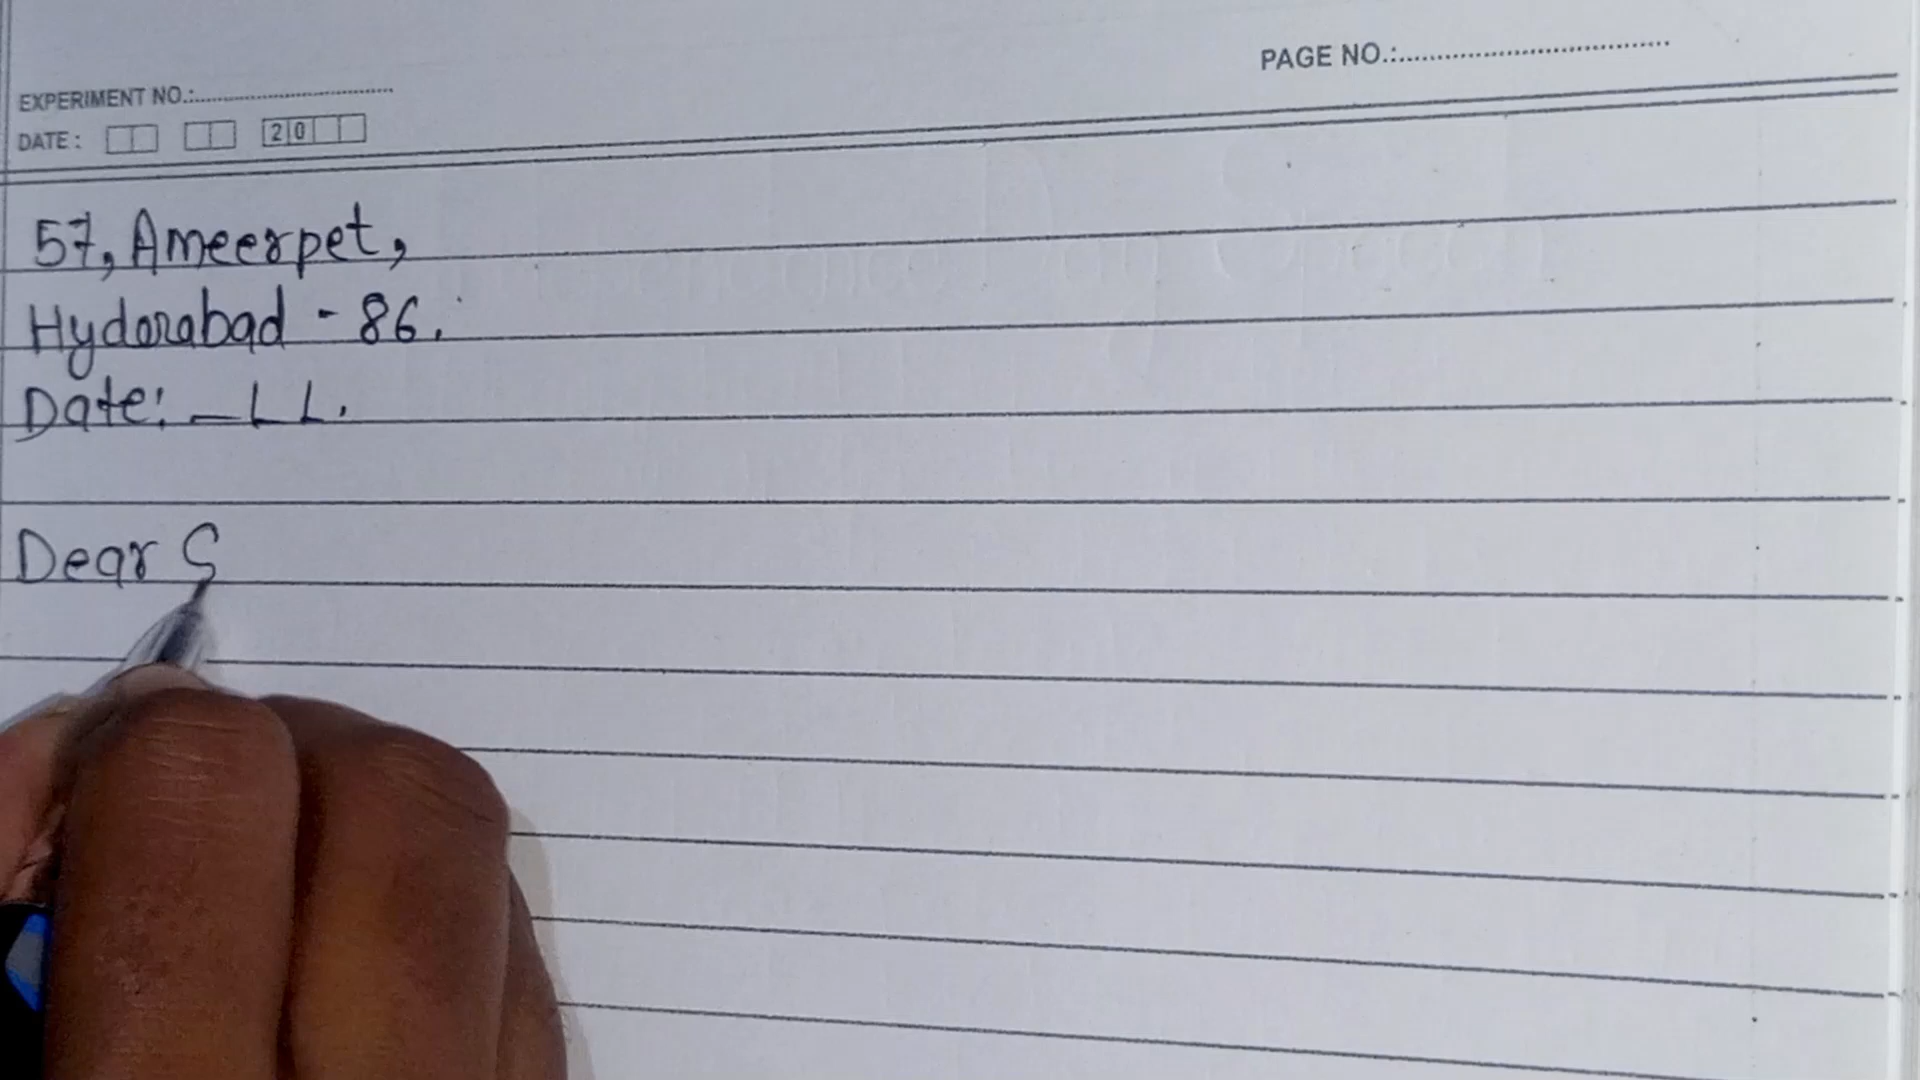 PAGE NO.:
EXPERIMENT NO.:
DATE : 20
57, Ameerpet,
Hyderabad - 86.
Date: _ L L.
Dear S